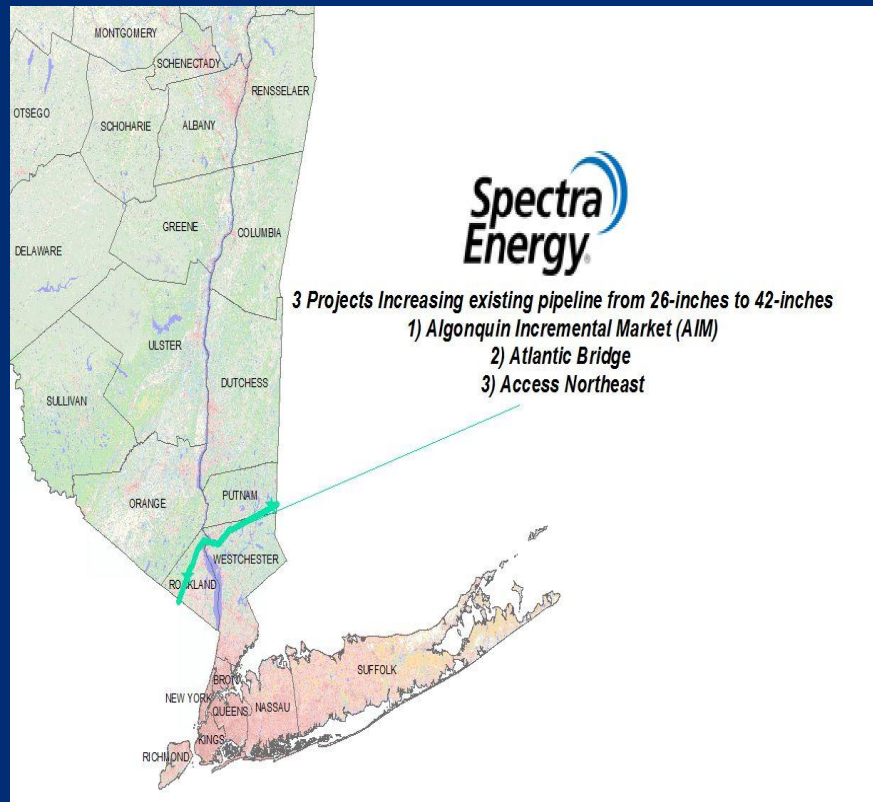 MONTGOMERY
SCHENECTADY
RENSSELAER
OTSEGO
SCHOHARIE
ALBANY
GREENE
COLUMBIA
DELAWARE
Spectra
Energy
3 Projects Increasing existing pipeline from 26-inches to 42-inches
1) Algonquin Incremental Market (AIM)
2) Atlantic Bridge
3) Access Northeast
ULSTER
DUTCHESS
SULLIVAN
ORANGE
PUTNAM
WESTCHESTER
ROCKLAND
SUFFOLK
BRONX
NEW YORK
QUEENS
NASSAU
KINGS
RICHMOND